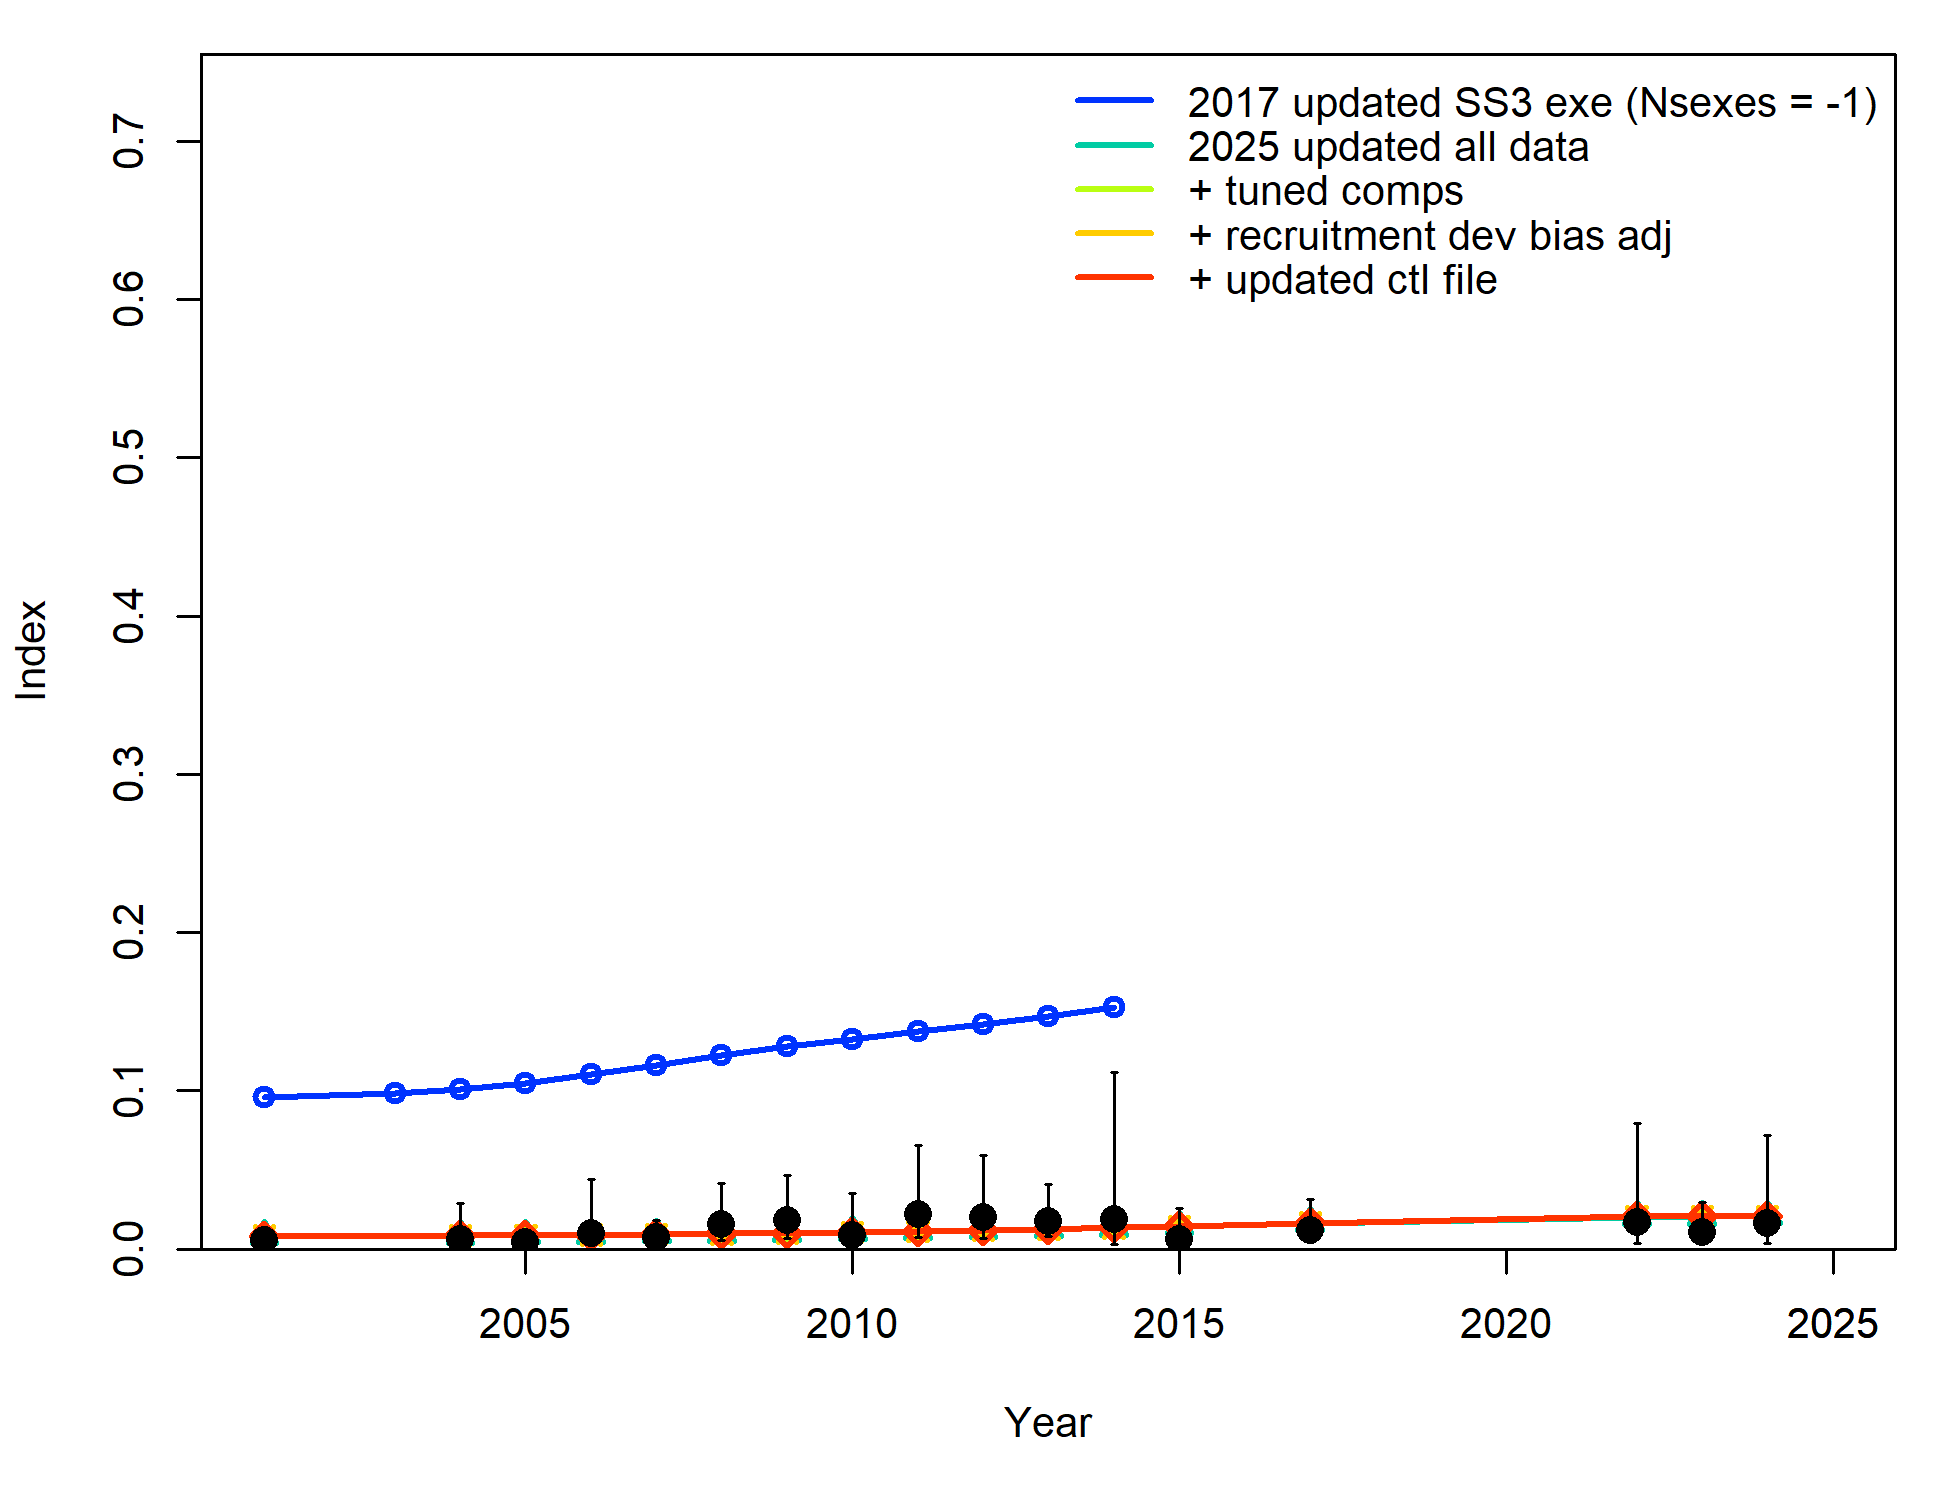 2017 updated SS3 exe (Nsexes = -1)
2025 updated all data
+ tuned comps
+ recruitment dev bias adj
+ updated ctl file
0.7
0.6
0.5
0.4
0.3
0.2
0.1
0.0
Index
2005
2010
2015
2020
2025
Year